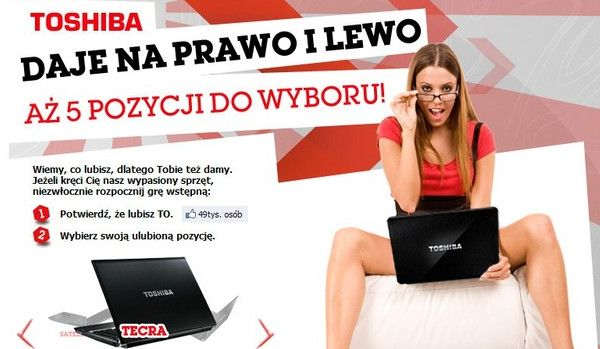 TOSHIBA
DAJE NA PRAWO I LEWO
AŻ 5 POZYCJI DO WYBORU!
Wiemy, co lubisz, dlatego Tobie też damy.
Jeżeli kręci Cię nasz wypasiony sprzęt,
niezwłocznie rozpocznij grę wstępną:
1 Potwierdź, że lubisz TO. 49tys. osób
2 Wybierz swoją ulubioną pozycję.
TOSHIBA
TOSHIBA
TECRA